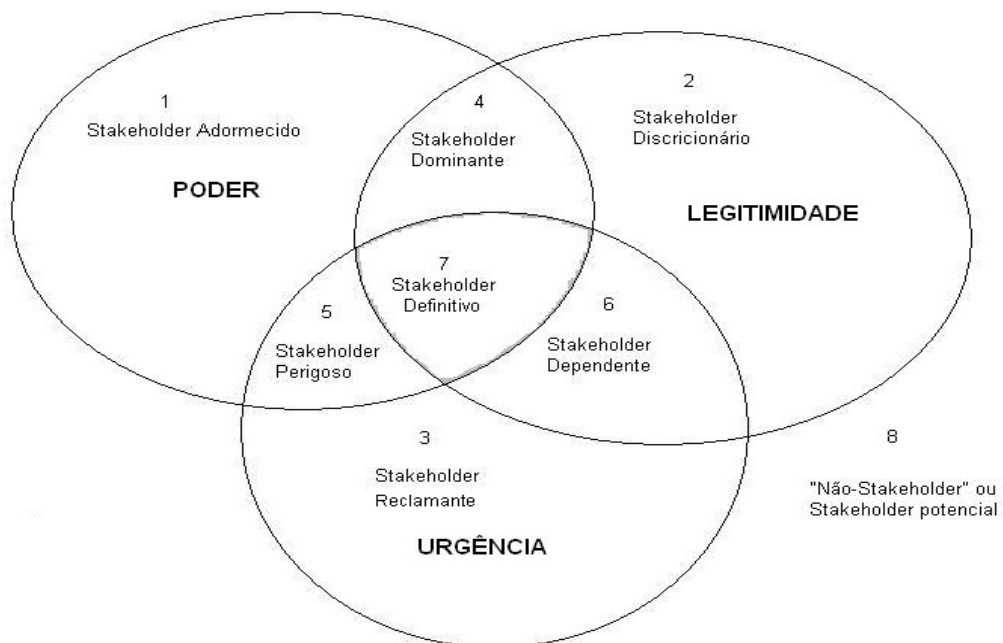 1
Stakeholder Adormecido
PODER
4
Stakeholder
Dominante
2
Stakeholder
Discricionário
LEGITIMIDADE
7
Stakeholder
Definitivo
5
Stakeholder
Perigoso
6
Stakeholder
Dependente
3
Stakeholder
Reclamante
URGÊNCIA
8
"Não-Stakeholder" ou
Stakeholder potencial